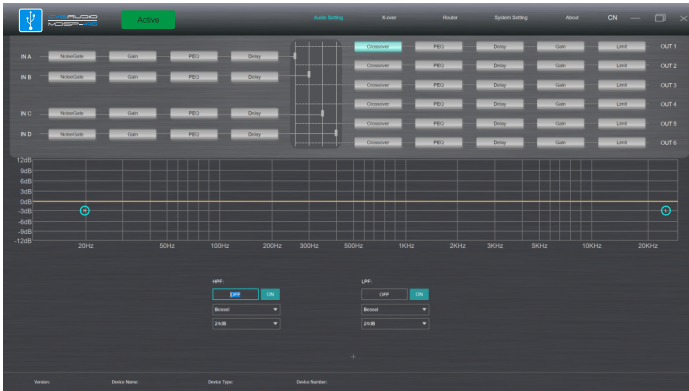 Active
Audio Setting X-over Router System Setting About CN
IN A NoiseGate Gain PEQ Delay
IN B NoiseGate Gain PEQ Delay
IN C NoiseGate Gain PEQ Delay
IN D NoiseGate Gain PEQ Delay
Crossover PEQ Delay Gain Limit OUT 1
Crossover PEQ Delay Gain Limit OUT 2
Crossover PEQ Delay Gain Limit OUT 3
Crossover PEQ Delay Gain Limit OUT 4
Crossover PEQ Delay Gain Limit OUT 5
Crossover PEQ Delay Gain Limit OUT 6
12dB
9dB
6dB
3dB
0dB
-3dB
-6dB
-9dB
-12dB
20Hz 50Hz 100Hz 200Hz 300Hz 500Hz 1KHz 2KHz 3KHz 5KHz 10KHz 20KHz
HPF: LPF:
OFF ON OFF ON
Bessel Bessel
24dB 24dB
Version: Device Name: Device Type: Device Number: